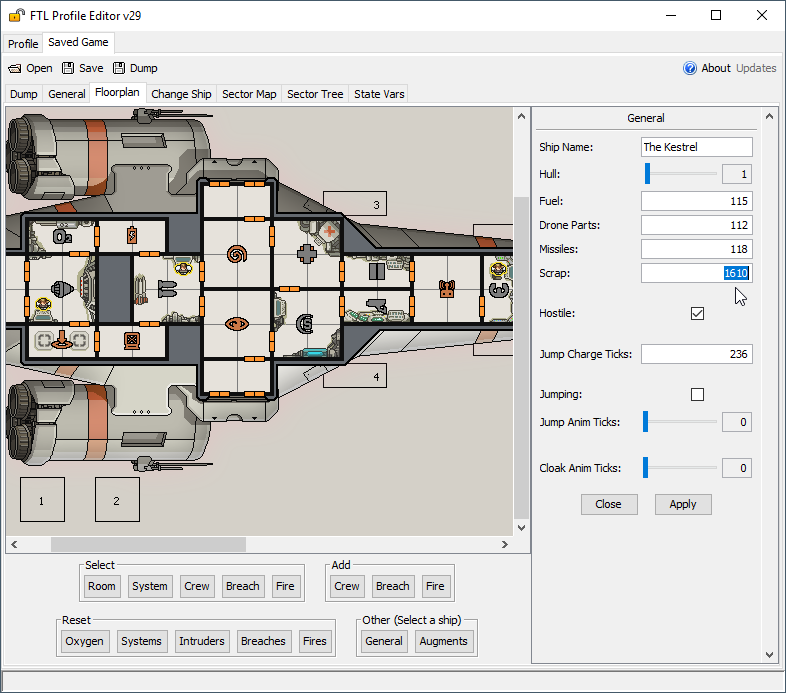 FTL Profile Editor v29
Profile Saved Game
Open Save Dump About Updates
Dump General Floorplan Change Ship Sector Map Sector Tree State Vars
General
Ship Name: The Kestrel
Hull: 1
Fuel: 115
Drone Parts: 112
Missiles: 118
Scrap: 1610
Hostile:
Jump Charge Ticks: 236
Jumping:
Jump Anim Ticks: 0
Cloak Anim Ticks: 0
Close Apply
3
4
1 2
Select
Room System Crew Breach Fire
Add
Crew Breach Fire
Reset
Oxygen Systems Intruders Breaches Fires
Other (Select a ship)
General Augments